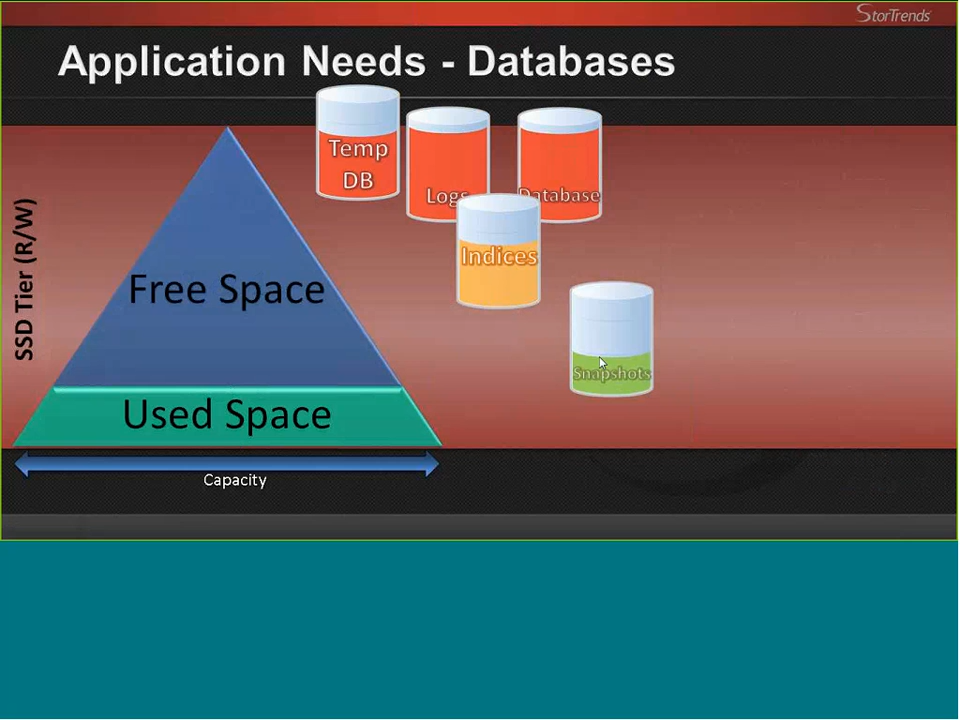 StorTrends
Application Needs - Databases
Temp
DB
Logs
Database
Indices
Snapshots
SSD Tier (R/W)
Free Space
Used Space
Capacity